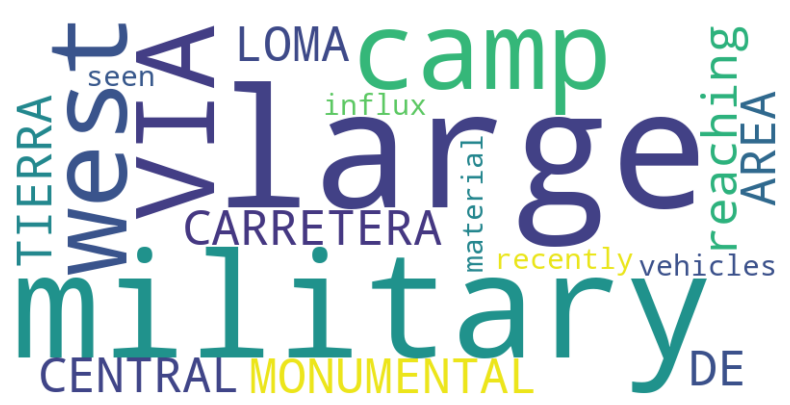 west
VIA
LOMA
camp
reaching
seen
influx
large
TIERRA
AREA
material
CARRETERA
recently
vehicles
military
CENTRAL
MONUMENTAL
DE